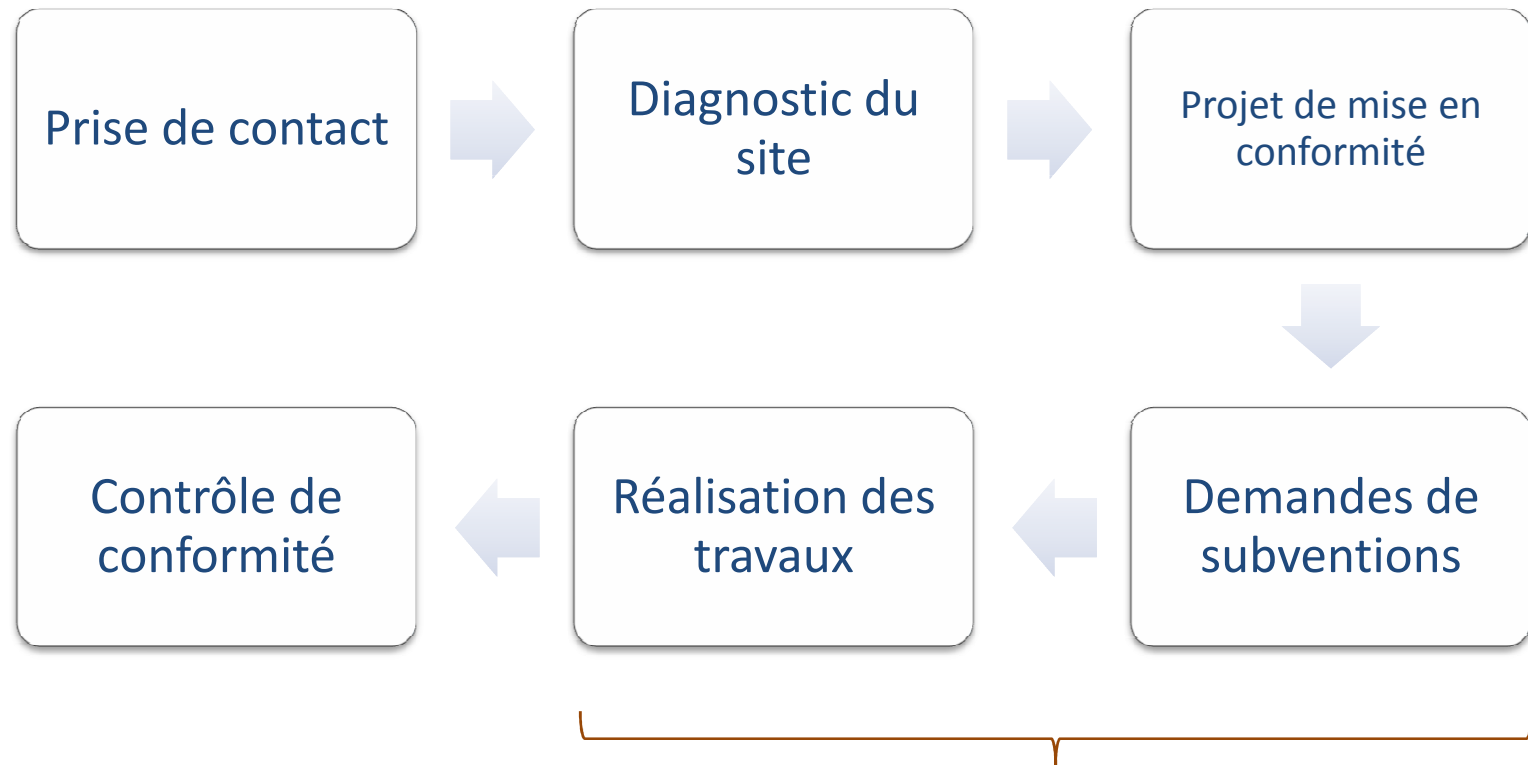 Prise de contact
Diagnostic du
site
Projet de mise en
conformité
Demandes de
subventions
Réalisation des
travaux
Contrôle de
conformité